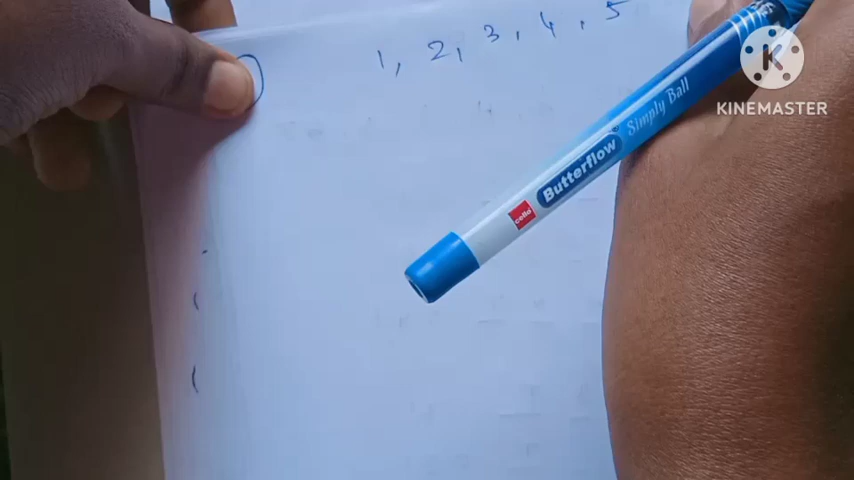 1, 2, 3, 4, 5
KINEMASTER
Simply Ball
Butterflow
cello